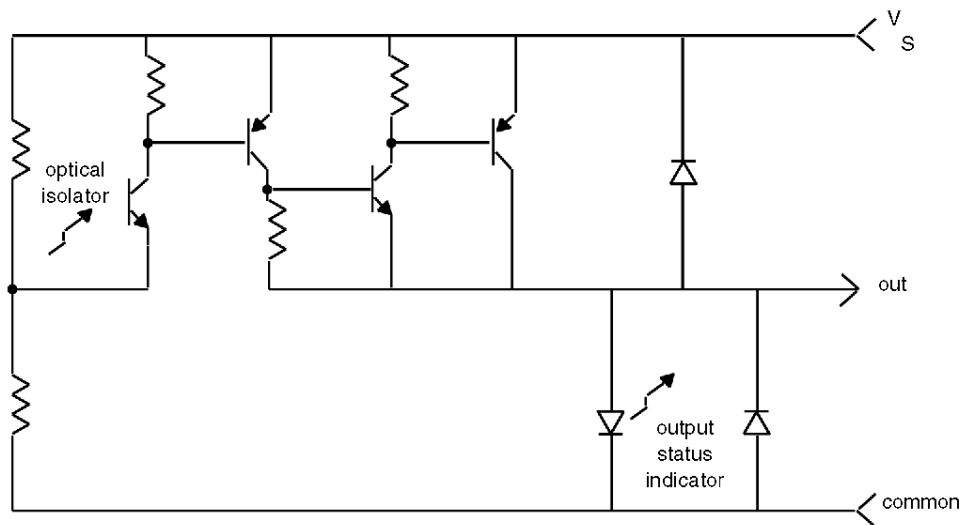 V
S
optical
isolator
out
output
status
indicator
common